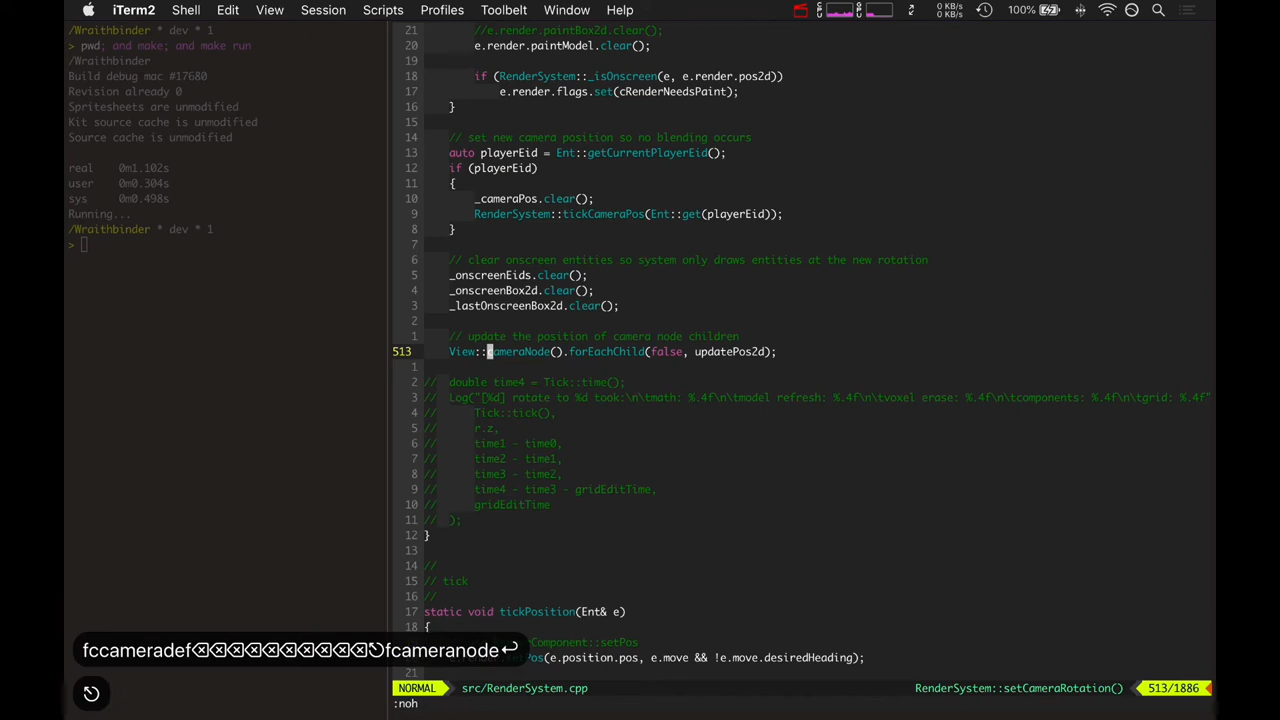 iTerm2 Shell Edit View Session Scripts Profiles Toolbelt Window Help 0 KB/s 0 KB/s 100%
/Wraithbinder * dev * 1
> pwd; and make; and make run
/Wraithbinder
Build debug mac #17680
Revision already 0
Spritesheets are unmodified
Kit source cache is unmodified
Source cache is unmodified
real 0m1.102s
user 0m0.304s
sys 0m0.498s
Running...
/Wraithbinder * dev * 1
>
21 //e.render.paintBox2d.clear();
20 e.render.paintModel.clear();
19
18 if (RenderSystem::_isOnscreen(e, e.render.pos2d))
17 e.render.flags.set(cRenderNeedsPaint);
16 }
15
14 // set new camera position so no blending occurs
13 auto playerEid = Ent::getCurrentPlayerEid();
12 if (playerEid)
11 {
10 _cameraPos.clear();
9 RenderSystem::tickCameraPos(Ent::get(playerEid));
8 }
7
6 // clear onscreen entities so system only draws entities at the new rotation
5 _onscreenEids.clear();
4 _onscreenBox2d.clear();
3 _lastOnscreenBox2d.clear();
2
1 // update the position of camera node children
513 View::cameraNode().forEachChild(false, updatePos2d);
1
2 // double time4 = Tick::time();
3 // Log("[%d] rotate to %d took:\n\tmath: %.4f\n\tmodel refresh: %.4f\n\tvoxel erase: %.4f\n\tcomponents: %.4f\n\tgrid: %.4f"
4 // Tick::tick(),
5 // r.z,
6 // time1 - time0,
7 // time2 - time1,
8 // time3 - time2,
9 // time4 - time3 - gridEditTime,
10 // gridEditTime
11 // );
12 }
13
14 //
15 // tick
16 //
17 static void tickPosition(Ent& e)
18 {
Component::setPos
Pos(e.position.pos, e.move && !e.move.desiredHeading);
21
fccameradef⌫⌫⌫⌫⌫⌫⌫⌫⌫⌫⎋fcameranode↩
⎋
NORMAL src/RenderSystem.cpp RenderSystem::setCameraRotation() 513/1886
:noh